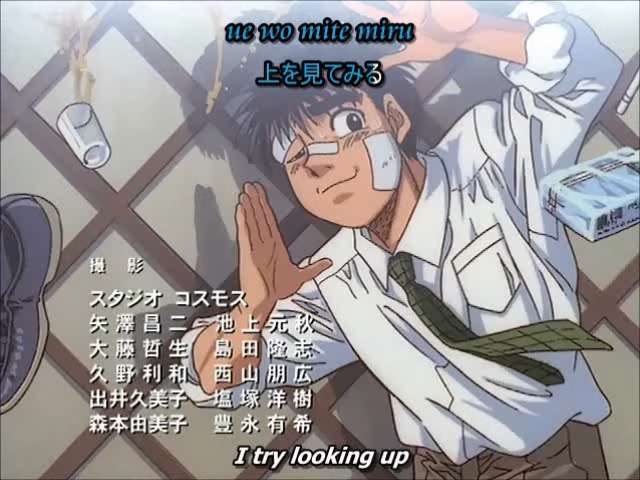 ue wo mite miru
上を見てみる
撮 影
スタジオ コスモス
矢澤昌二 池上元秋
大藤哲生 島田隆志
久野利和 西山朋広
出井久美子 塩塚洋樹
森本由美子 豊永有希
I try looking up